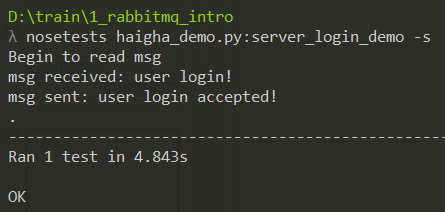 D:\train\1_rabbitmq_intro
λ nosetests haigha_demo.py:server_login_demo -s
Begin to read msg
msg received: user login!
msg sent: user login accepted!
.
----------------------------------------------------------------------
Ran 1 test in 4.843s
OK